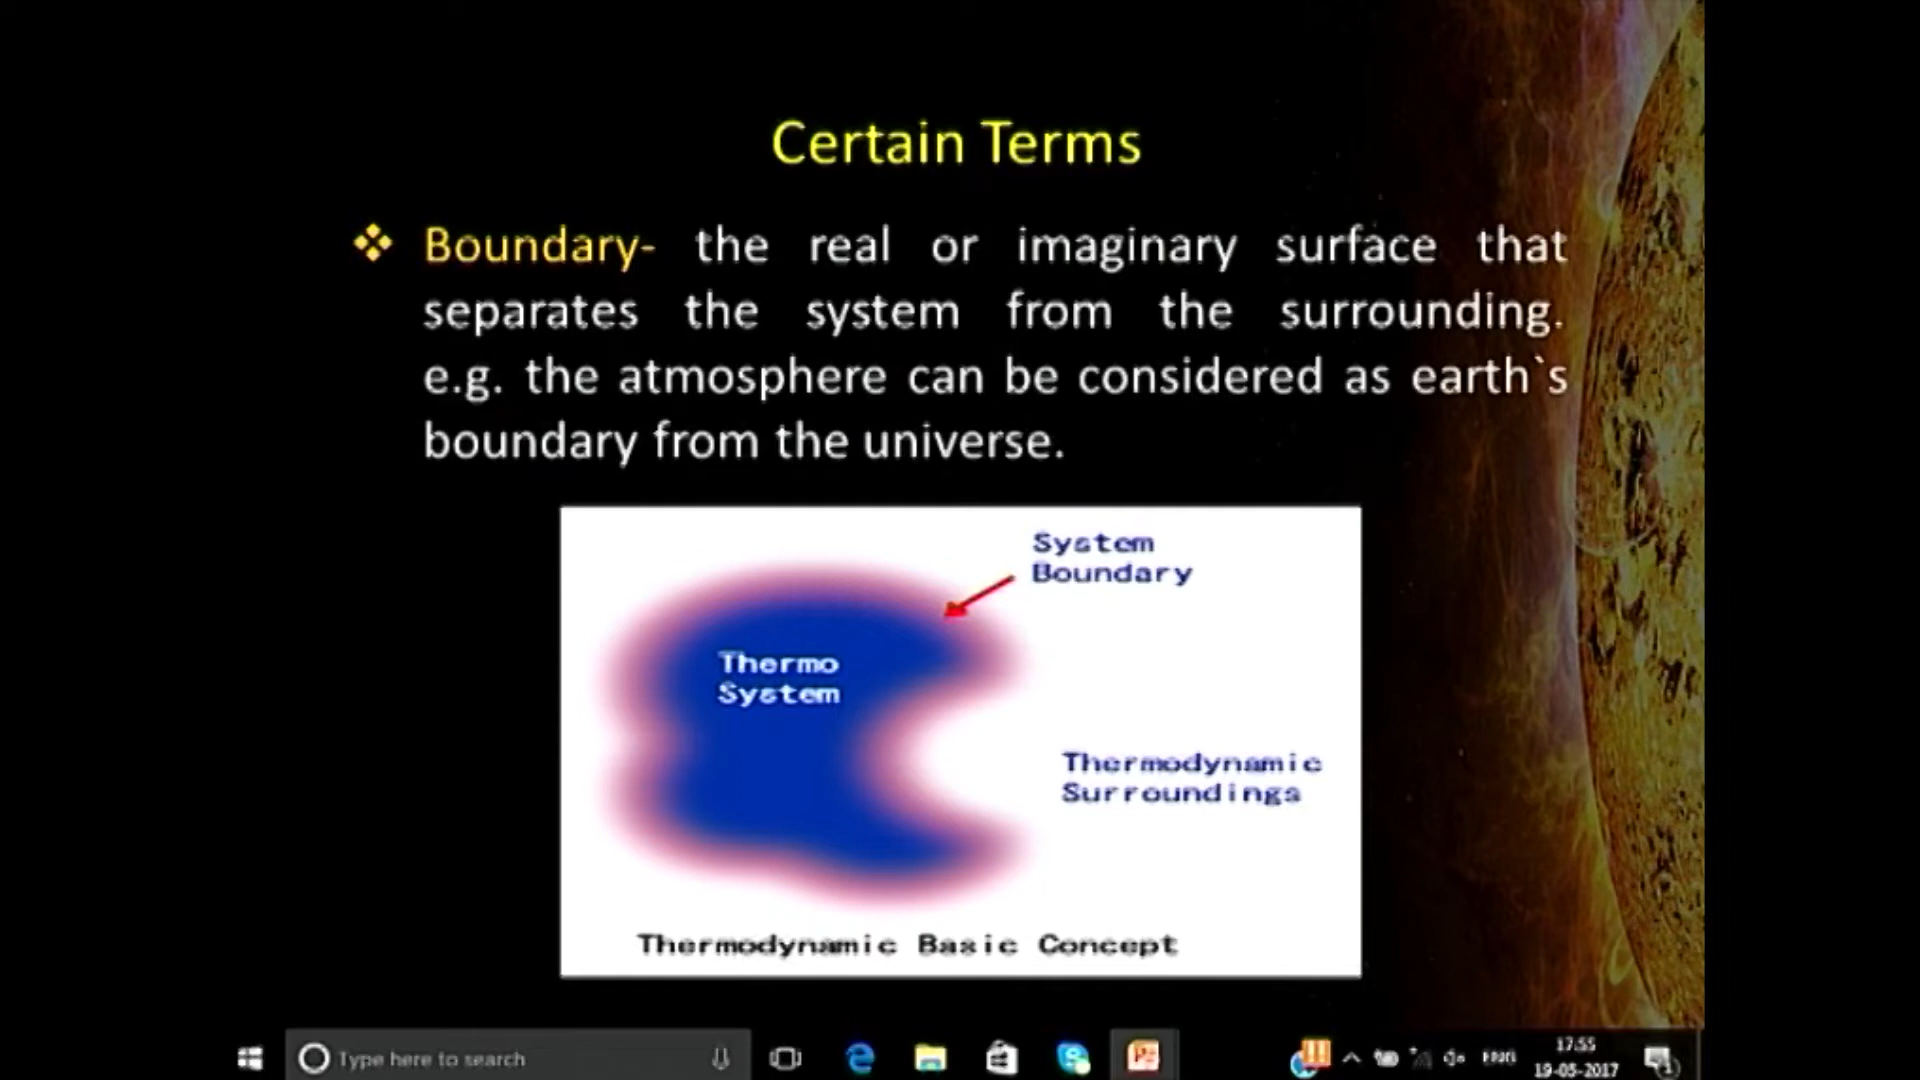 Certain Terms
Boundary- the real or imaginary surface that
separates the system from the surrounding.
e.g. the atmosphere can be considered as earth`s
boundary from the universe.
System
Boundary
Thermo
System
Thermodynamic
Surroundings
Thermodynamic Basic Concept
Type here to search
17:55
19-05-2017